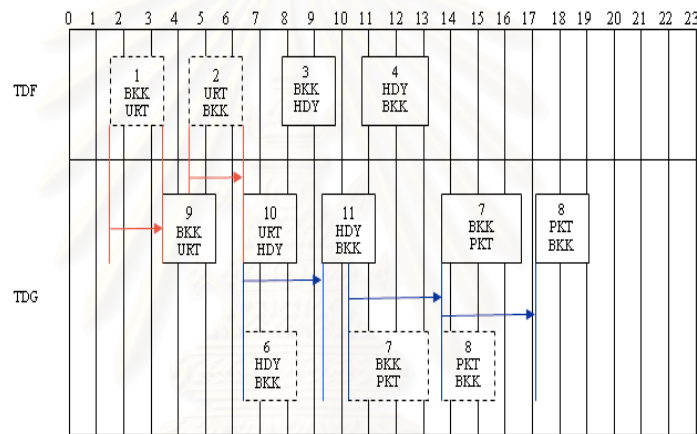 0 1 2 3 4 5 6 7 8 9 10 11 12 13 14 15 16 17 18 19 20 21 22 23
TDF
1
BKK
URT
2
URT
BKK
3
BKK
HDY
4
HDY
BKK
TDG
9
BKK
URT
10
URT
HDY
11
HDY
BKK
7
BKK
PKT
8
PKT
BKK
6
HDY
BKK
7
BKK
PKT
8
PKT
BKK